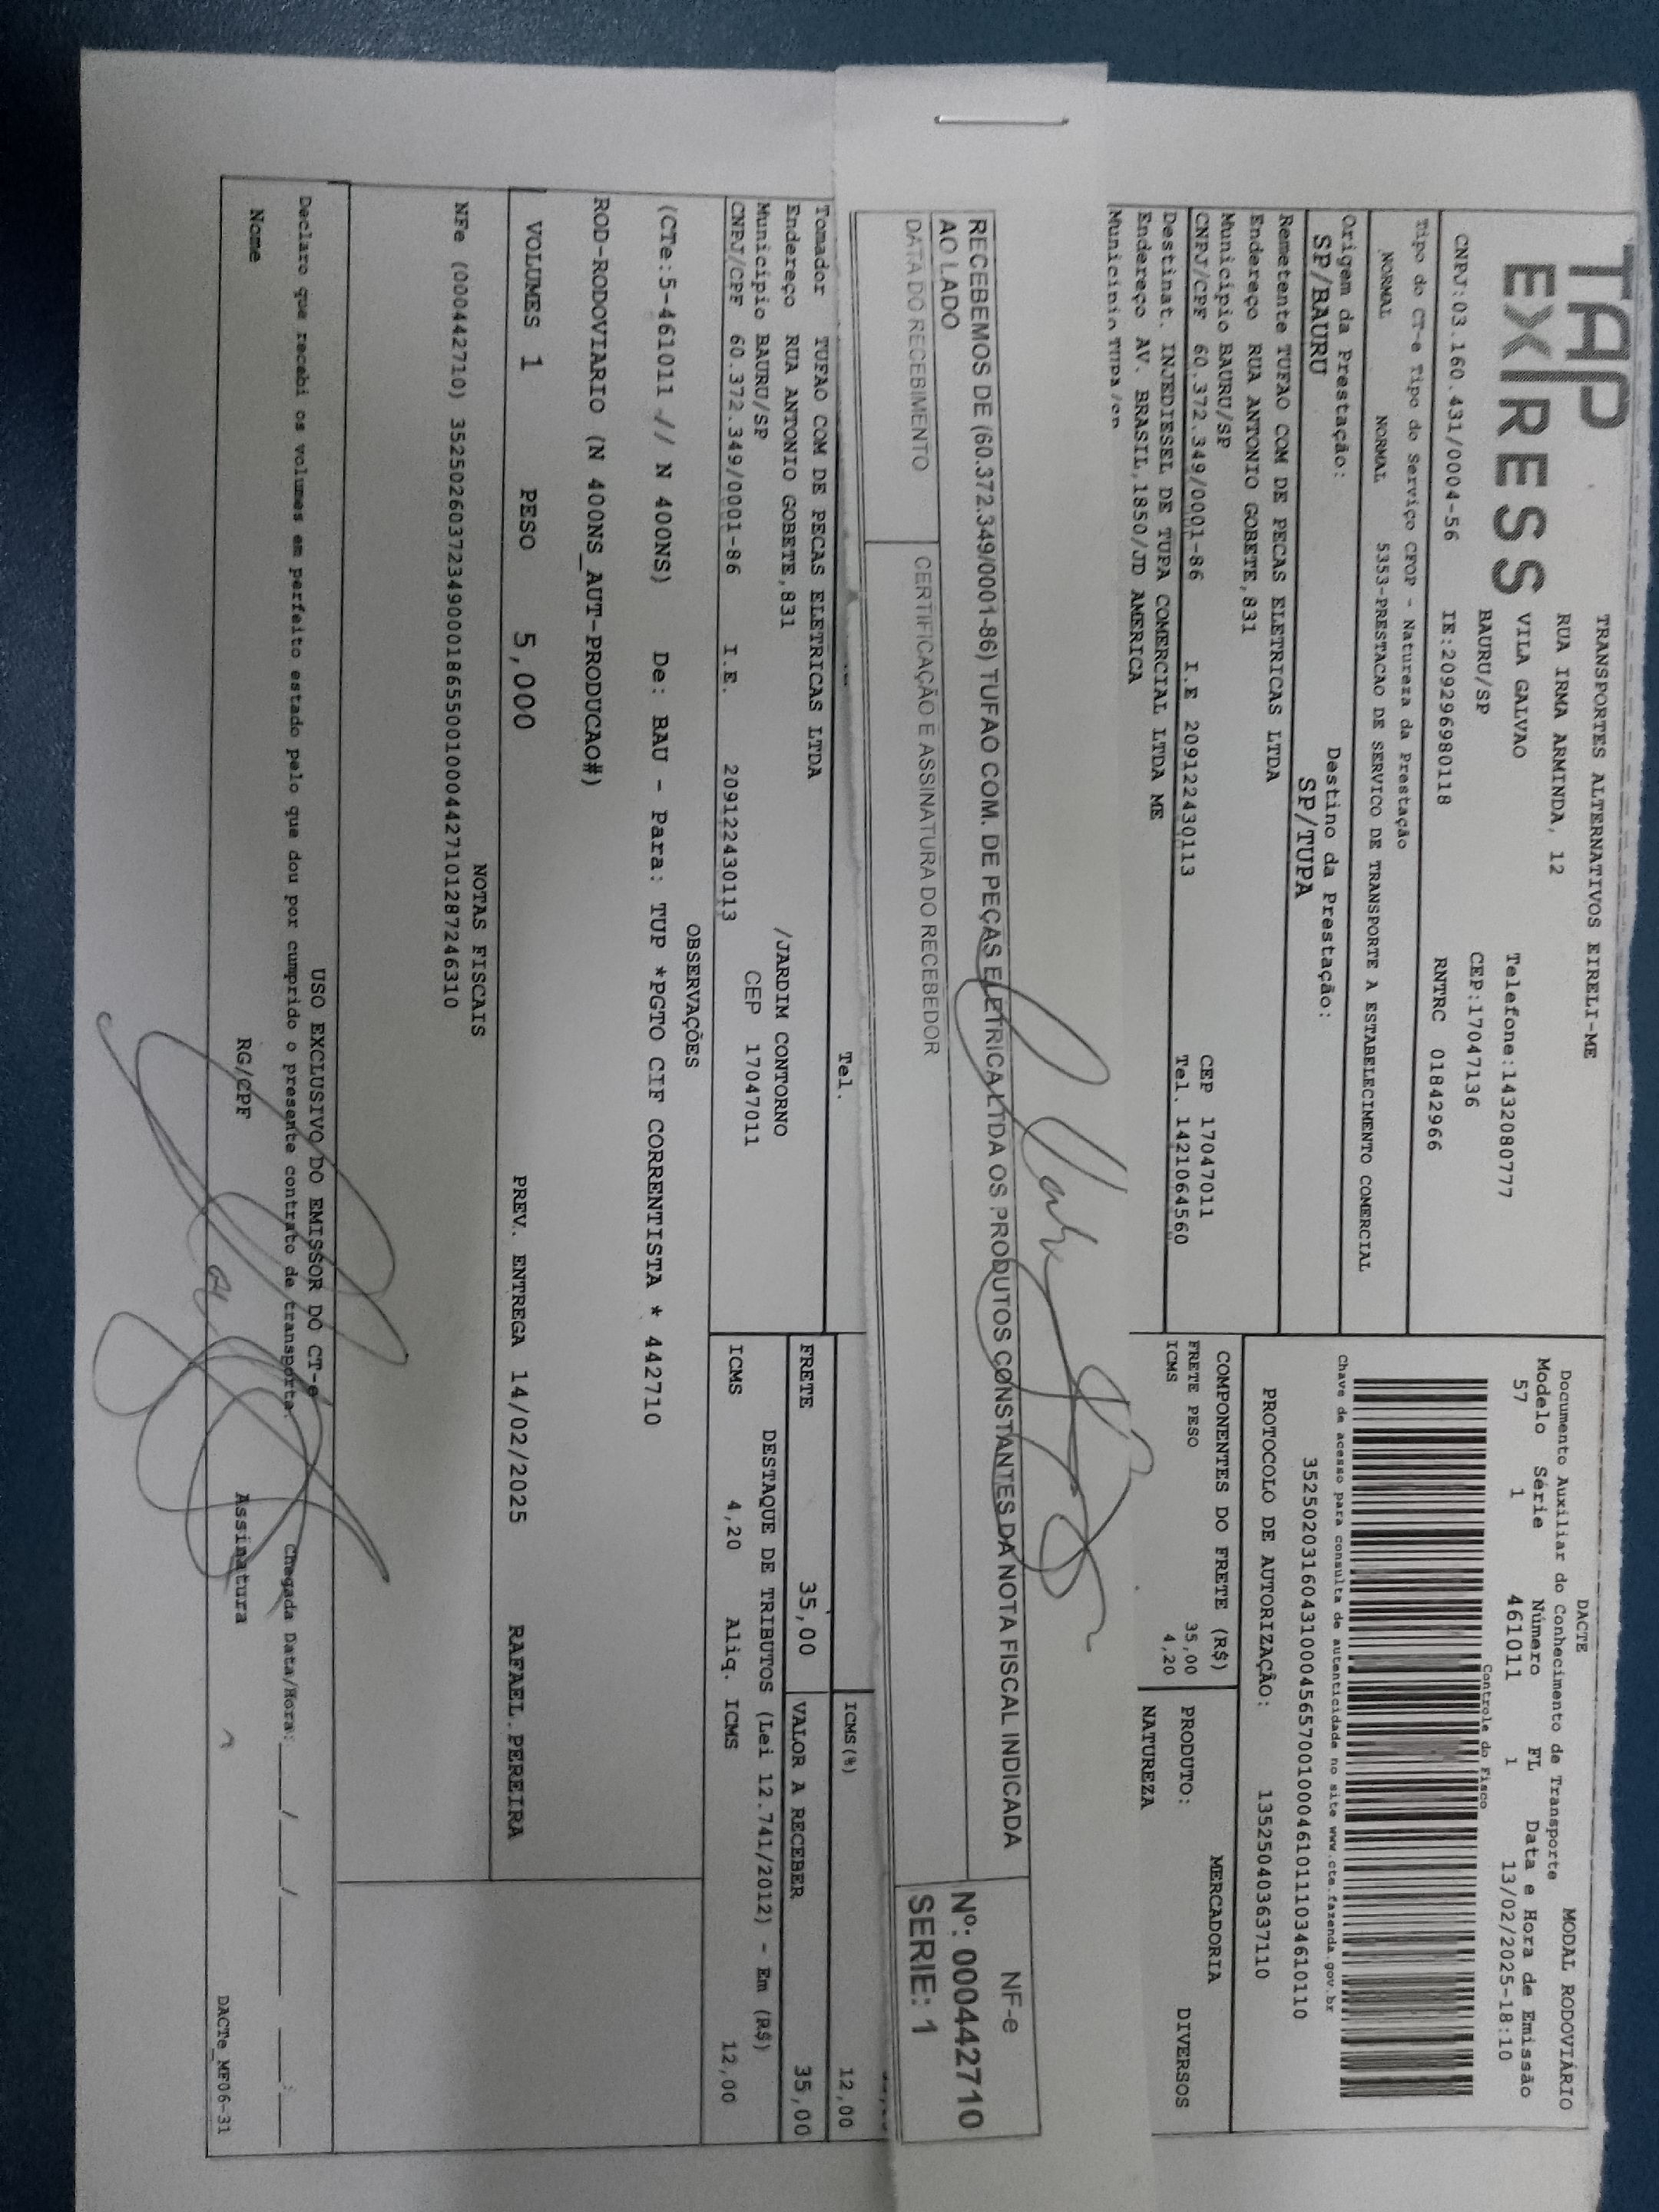 TAP
EXPRESS
TRANSPORTES ALTERNATIVOS EIRELI-ME
RUA IRMA ARMINDA, 12
VILA GALVAO Telefone:1432080777
BAURU/SP CEP:17047136
CNPJ:03.160.431/0004-56 IE:209296980118 RNTRC 01842966
Tipo do CT-e Tipo do Serviço CFOP - Natureza da Prestação
NORMAL NORMAL 5353-PRESTACAO DE SERVICO DE TRANSPORTE A ESTABELECIMENTO COMERCIAL
Origem da Prestação: Destino da Prestação:
SP/BAURU SP/TUPA
Remetente TUFAO COM DE PECAS ELETRICAS LTDA
Endereço RUA ANTONIO GOBETE,831
Município BAURU/SP CEP 17047011
CNPJ/CPF 60.372.349/0001-86 I.E 209122430113 Tel. 1421064560
Destinat. INJEDIESEL DE TUPA COMERCIAL LTDA ME
Endereço AV. BRASIL,1850/JD AMERICA
Município TUPA/SP
DACTE
Documento Auxiliar do Conhecimento de Transporte
MODAL RODOVIÁRIO
Modelo Série Número FL Data e Hora de Emissão
57 1 461011 1 13/02/2025-18:10
Controle do Fisco
Chave de acesso para consulta de autenticidade no site www.cte.fazenda.gov.br
35250203160431000456570010004610111034610110
PROTOCOLO DE AUTORIZAÇÃO: 135250403637110
COMPONENTES DO FRETE (R$) MERCADORIA
FRETE PESO 35,00 PRODUTO: DIVERSOS
ICMS 4,20 NATUREZA
RECEBEMOS DE (60.372.349/0001-86) TUFAO COM. DE PEÇAS ELETRICA LTDA OS PRODUTOS CONSTANTES DA NOTA FISCAL INDICADA
AO LADO
DATA DO RECEBIMENTO CERTIFICAÇÃO E ASSINATURA DO RECEBEDOR
NF-e
Nº: 000442710
SERIE: 1
Tel. ICMS(%) 12,00
Tomador TUFAO COM DE PECAS ELETRICAS LTDA
Endereço RUA ANTONIO GOBETE,831 /JARDIM CONTORNO
Município BAURU/SP CEP 17047011
CNPJ/CPF 60.372.349/0001-86 I.E. 209122430113
FRETE 35,00 VALOR A RECEBER 35,00
DESTAQUE DE TRIBUTOS (Lei 12.741/2012) - Em (R$)
ICMS 4,20 Aliq. ICMS 12,00
OBSERVAÇÕES
(CTe:5-461011 // N 400NS) De: BAU - Para: TUP *PGTO CIF CORRENTISTA * 442710
ROD-RODOVIARIO (N 400NS_AUT-PRODUCAO#)
VOLUMES 1 PESO 5,000 PREV. ENTREGA 14/02/2025 RAFAEL.PEREIRA
NOTAS FISCAIS
NFe (000442710) 35250260372349000186550010004427101287246310
USO EXCLUSIVO DO EMISSOR DO CT-e
Declaro que recebi os volumes em perfeito estado pelo que dou por cumprido o presente contrato de transporte. Chegada Data/Hora: ____/____/______ ____:____
Nome RG/CPF Assinatura
DACTe_MF06-31